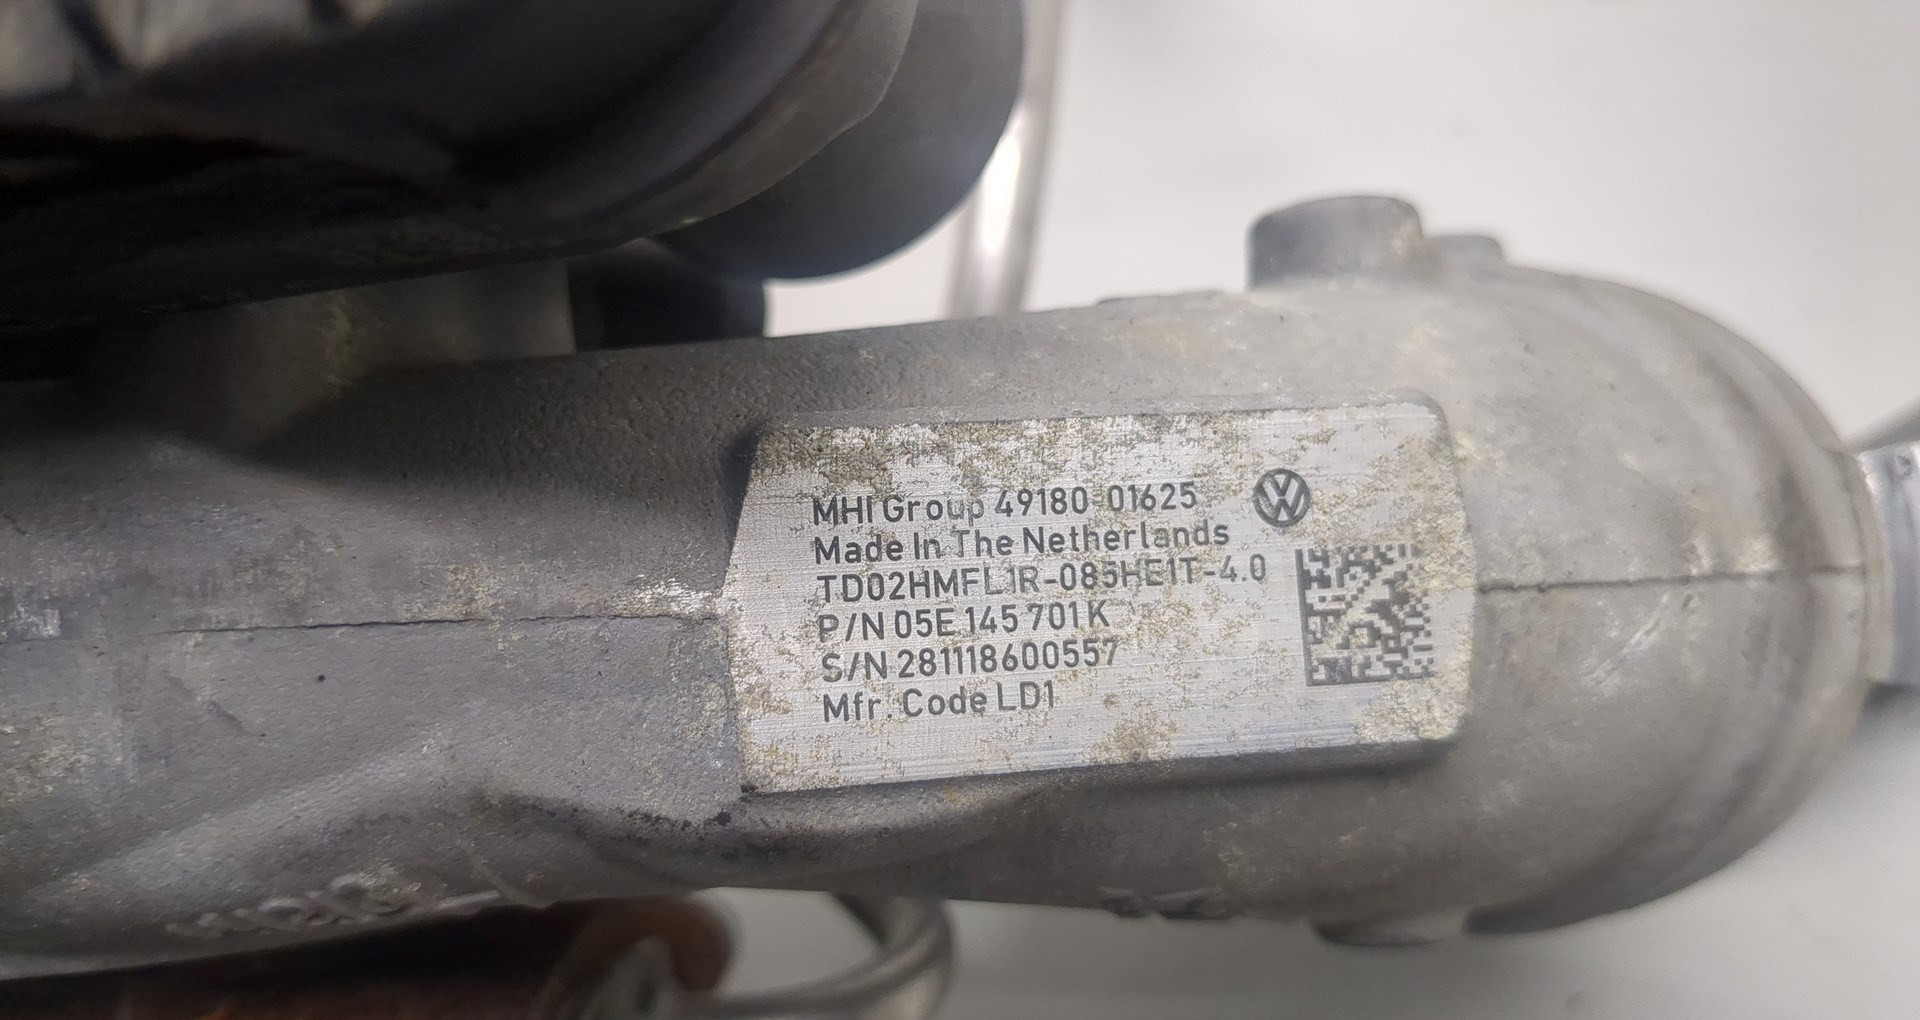 MHI Group 49180-01625
Made In The Netherlands
TD02HMFL1R-085HE1T-4.0
P/N 05E 145 701 K
S/N 281118600557
Mfr. Code LD1